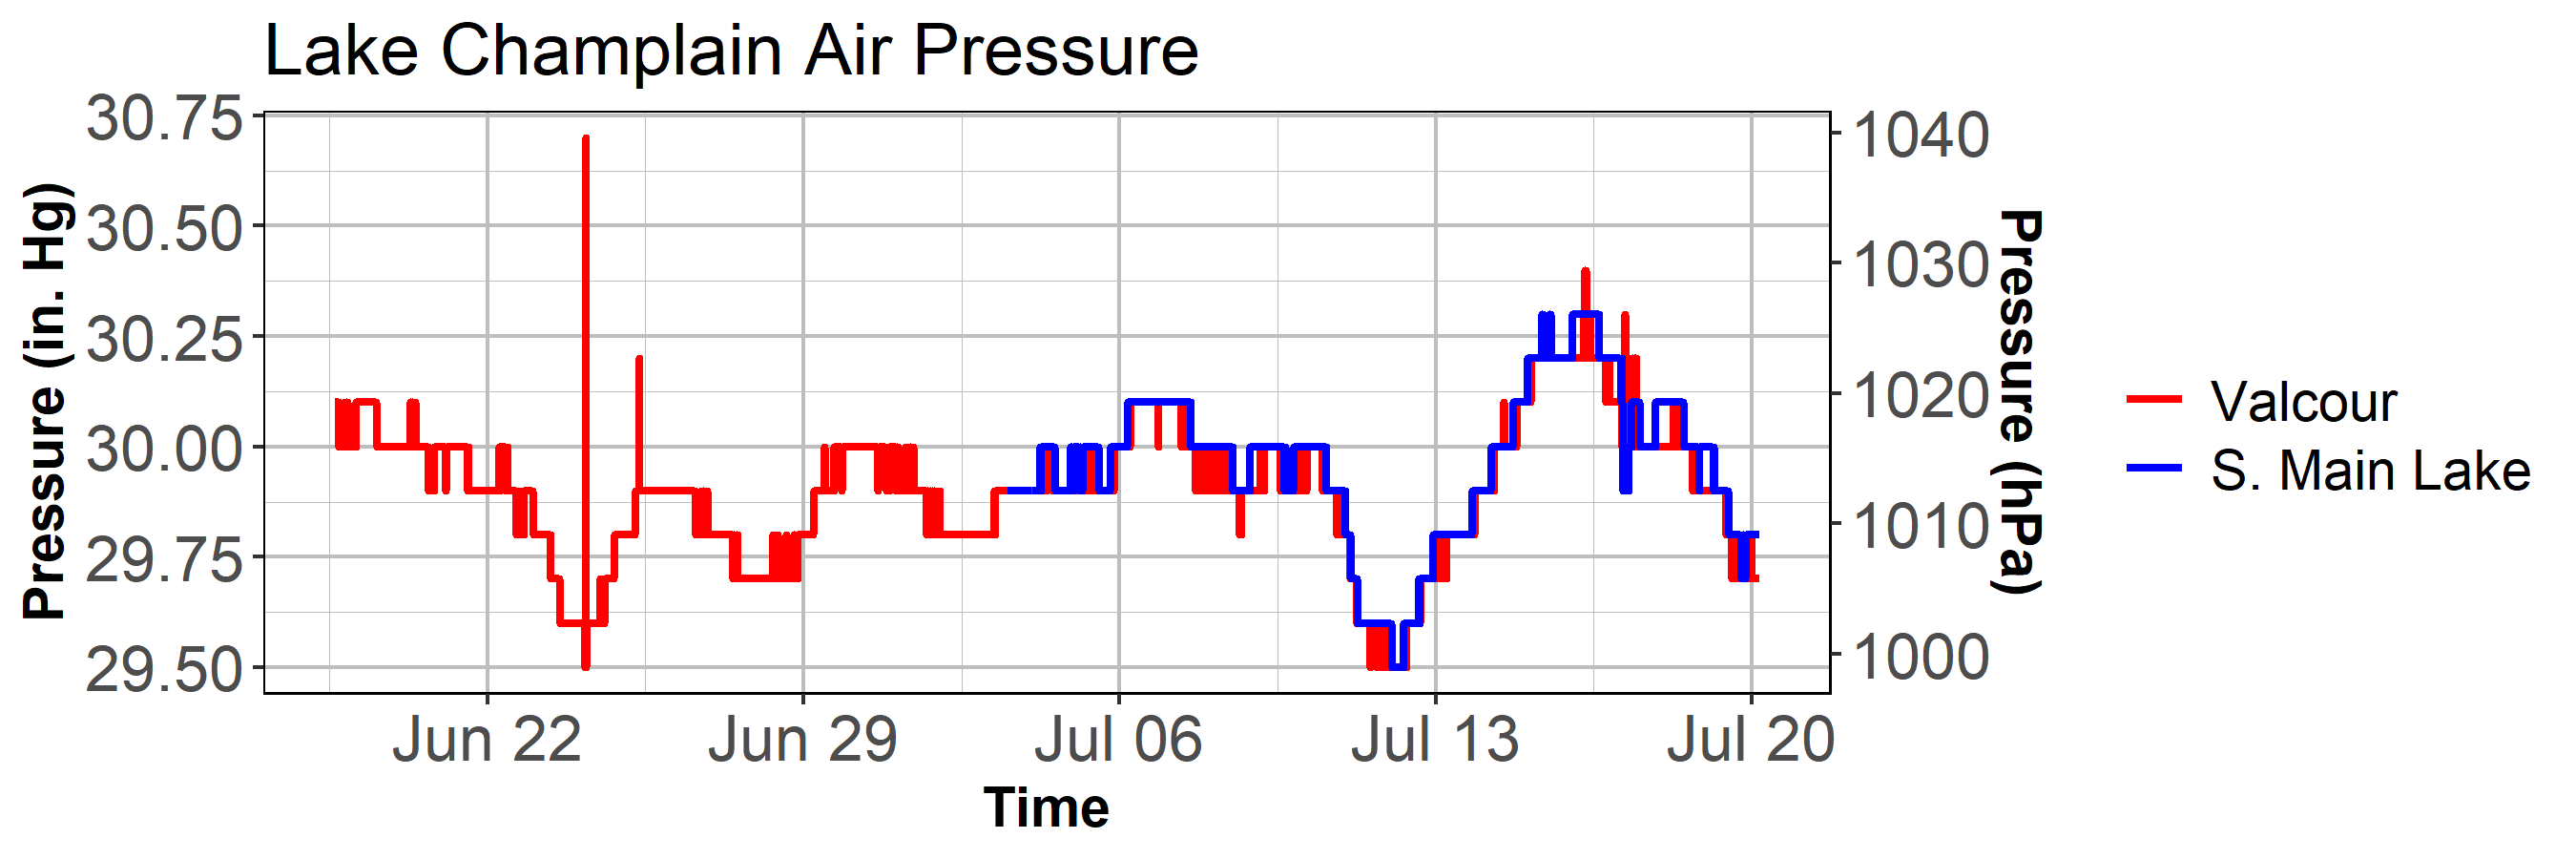 Lake Champlain Air Pressure
Pressure (in. Hg)
30.75
30.50
30.25
30.00
29.75
29.50
1040
1030
1020
1010
1000
Pressure (hPa)
Jun 22
Jun 29
Jul 06
Jul 13
Jul 20
Time
Valcour
S. Main Lake